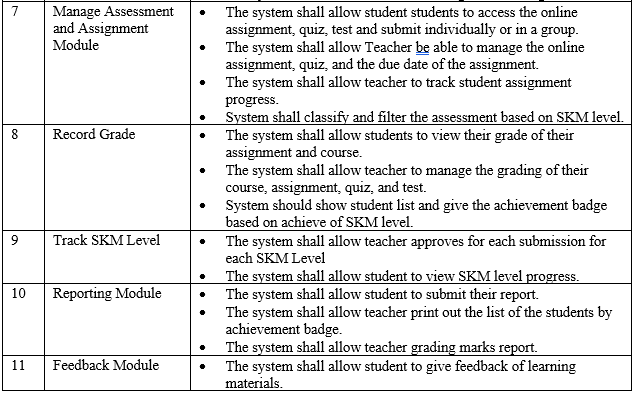 7 Manage Assessment • The system shall allow student students to access the online
and Assignment assignment, quiz, test and submit individually or in a group.
Module • The system shall allow Teacher be able to manage the online
assignment, quiz, and the due date of the assignment.
• The system shall allow teacher to track student assignment
progress.
• System shall classify and filter the assessment based on SKM level.
8 Record Grade • The system shall allow students to view their grade of their
assignment and course.
• The system shall allow teacher to manage the grading of their
course, assignment, quiz, and test.
• System should show student list and give the achievement badge
based on achieve of SKM level.
9 Track SKM Level • The system shall allow teacher approves for each submission for
each SKM Level
• The system shall allow student to view SKM level progress.
10 Reporting Module • The system shall allow student to submit their report.
• The system shall allow teacher print out the list of the students by
achievement badge.
• The system shall allow teacher grading marks report.
11 Feedback Module • The system shall allow student to give feedback of learning
materials.